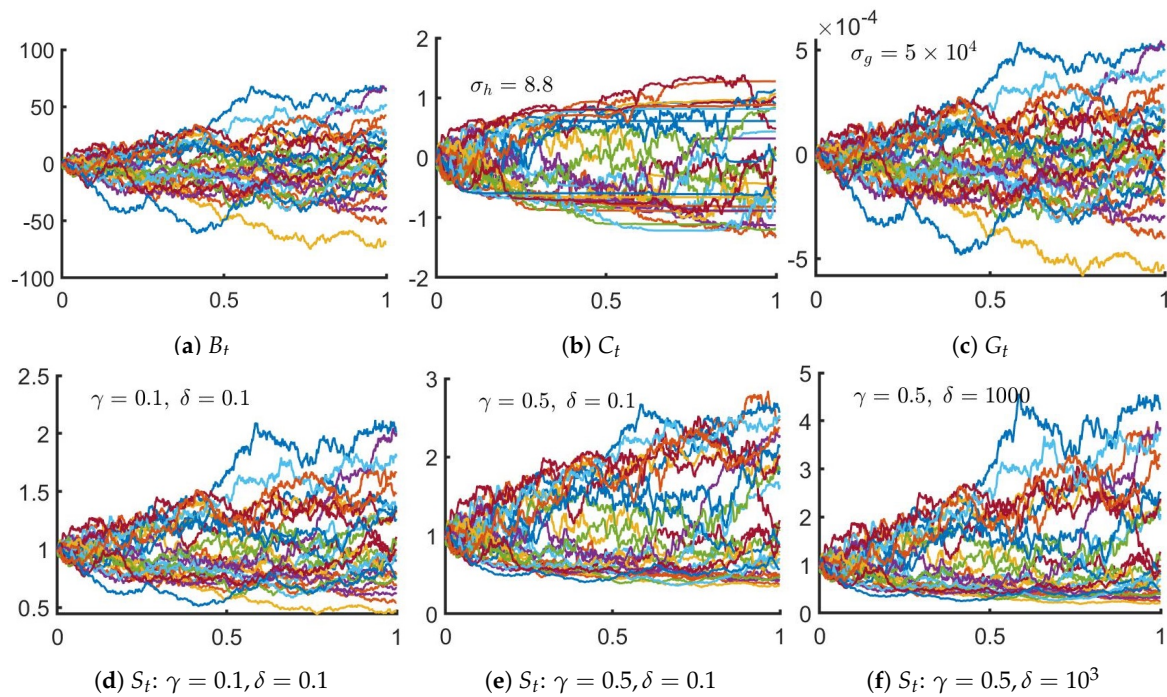 100
50
0
-50
-100
0 0.5 1
(a) B_t
2
1
0
-1
-2
σ_h = 8.8
0 0.5 1
(b) C_t
×10^-4
5
0
-5
σ_g = 5 × 10^4
0 0.5 1
(c) G_t
2.5
2
1.5
1
0.5
γ = 0.1, δ = 0.1
0 0.5 1
(d) S_t: γ = 0.1, δ = 0.1
3
2
1
0
γ = 0.5, δ = 0.1
0 0.5 1
(e) S_t: γ = 0.5, δ = 0.1
5
4
3
2
1
0
γ = 0.5, δ = 1000
0 0.5 1
(f) S_t: γ = 0.5, δ = 10^3